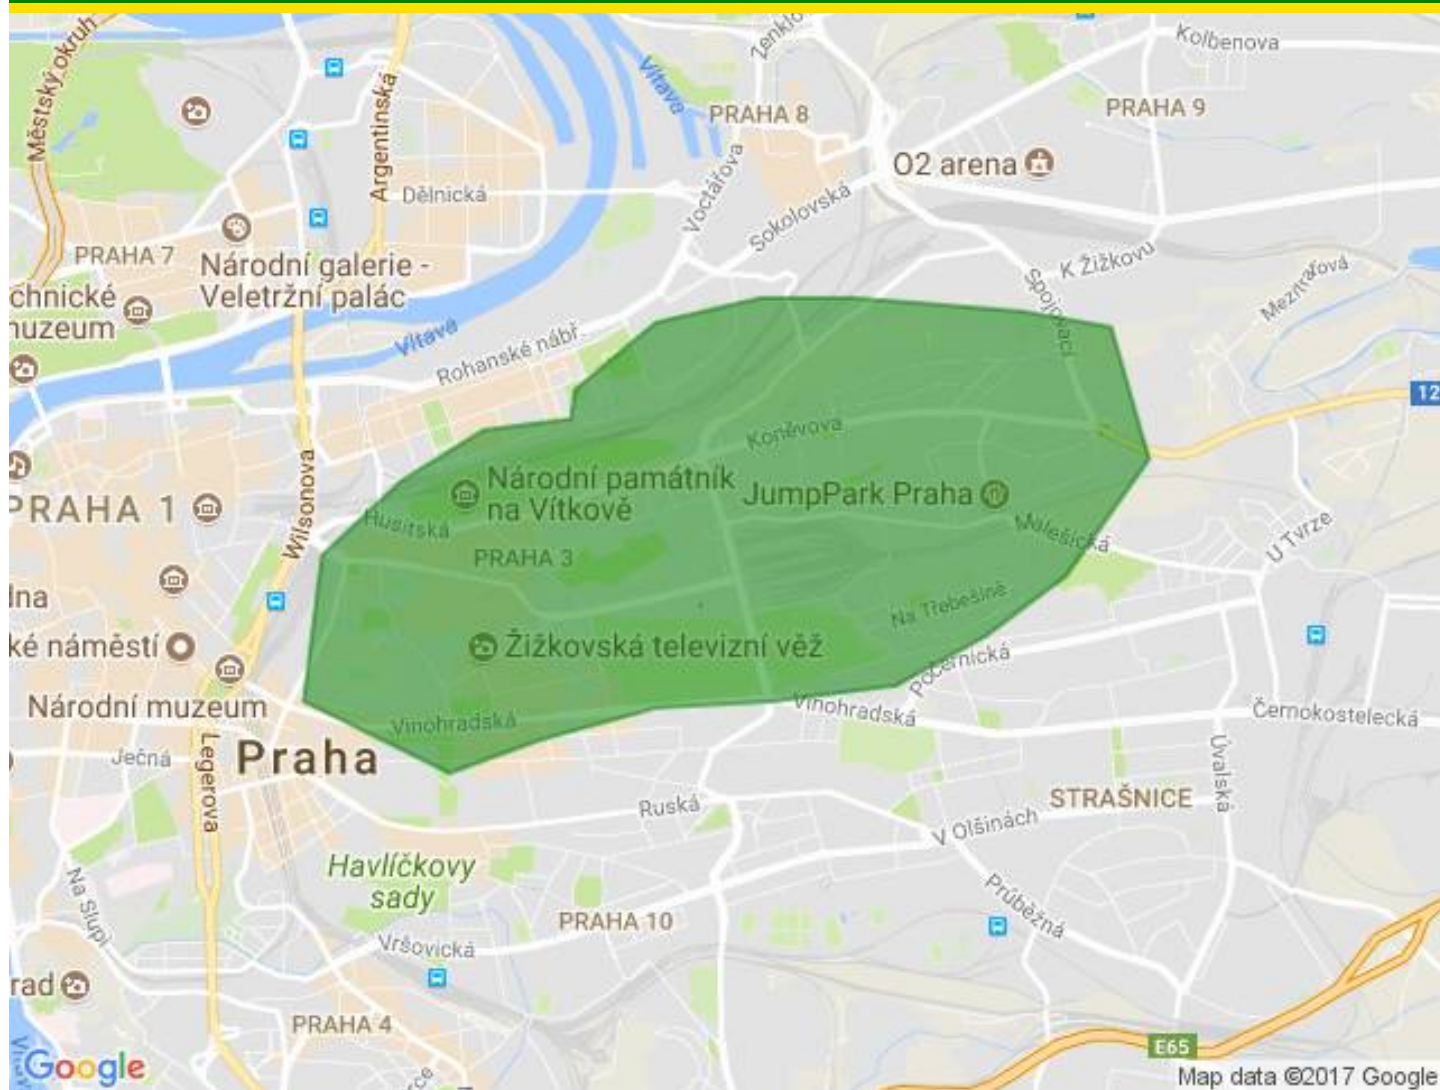 Městský okruh
Argentinská
Zenklo
Kolbenova
Vltava
PRAHA 8
PRAHA 9
O2 arena
Dělnická
Voctářova
Sokolovská
PRAHA 7
Národní galerie -
Veletržní palác
K Žižkovu
Spojovací
chnické
uzeum
Vltava
Rohanské nábř.
12
Koněvova
Wilsonova
PRAHA 1
Národní památník
na Vítkově
JumpPark Praha
Husitská
PRAHA 3
Malešická
U Tvrze
lna
Na Třebešíně
ké náměstí
Žižkovská televizní věž
Počernická
Národní muzeum
Vinohradská
Vinohradská
Černokostelecká
Ječná
Praha
Legerova
Úvalská
Ruská
STRAŠNICE
V Olšinách
Havlíčkovy
sady
Na Slupi
Průběžná
PRAHA 10
Vršovická
rad
PRAHA 4
E65
Google
Map data ©2017 Google